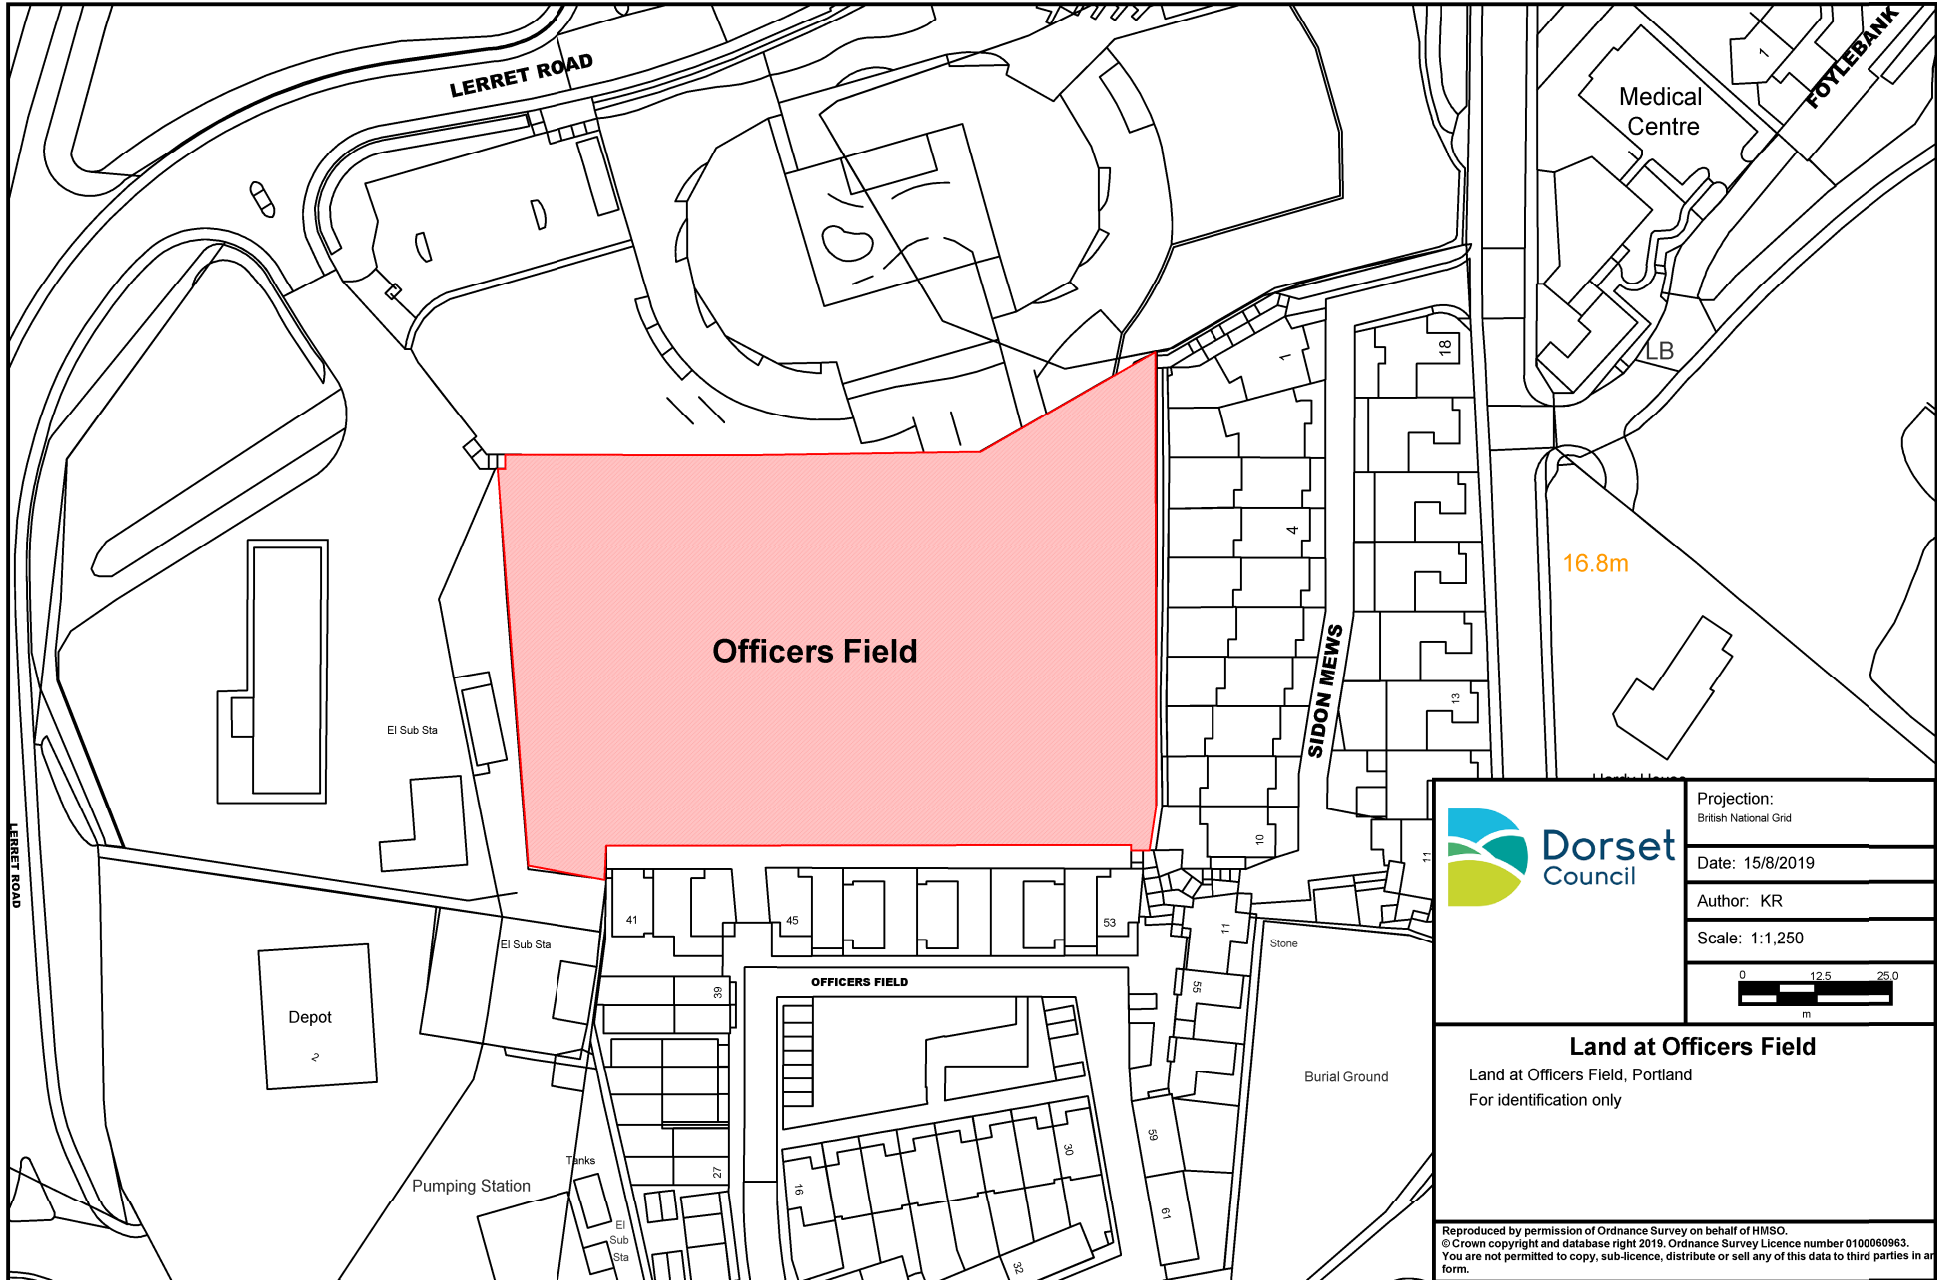 LERRET ROAD
FOYLEBANK
1
Medical
Centre
LB
1
18
4
16.8m
Officers Field
SIDON MEWS
El Sub Sta
13
10
11
LERRET ROAD
41
45
53
11
El Sub Sta
Stone
OFFICERS FIELD
39
55
Depot
2
Burial Ground
59
30
Tanks
27
16
Pumping Station
61
El
Sub
Sta
32
Dorset
Council
Projection:
British National Grid
Date: 15/8/2019
Author: KR
Scale: 1:1,250
0 12.5 25.0
m
Land at Officers Field
Land at Officers Field, Portland
For identification only
Reproduced by permission of Ordnance Survey on behalf of HMSO.
© Crown copyright and database right 2019. Ordnance Survey Licence number 0100060963.
You are not permitted to copy, sub-licence, distribute or sell any of this data to third parties in
form.